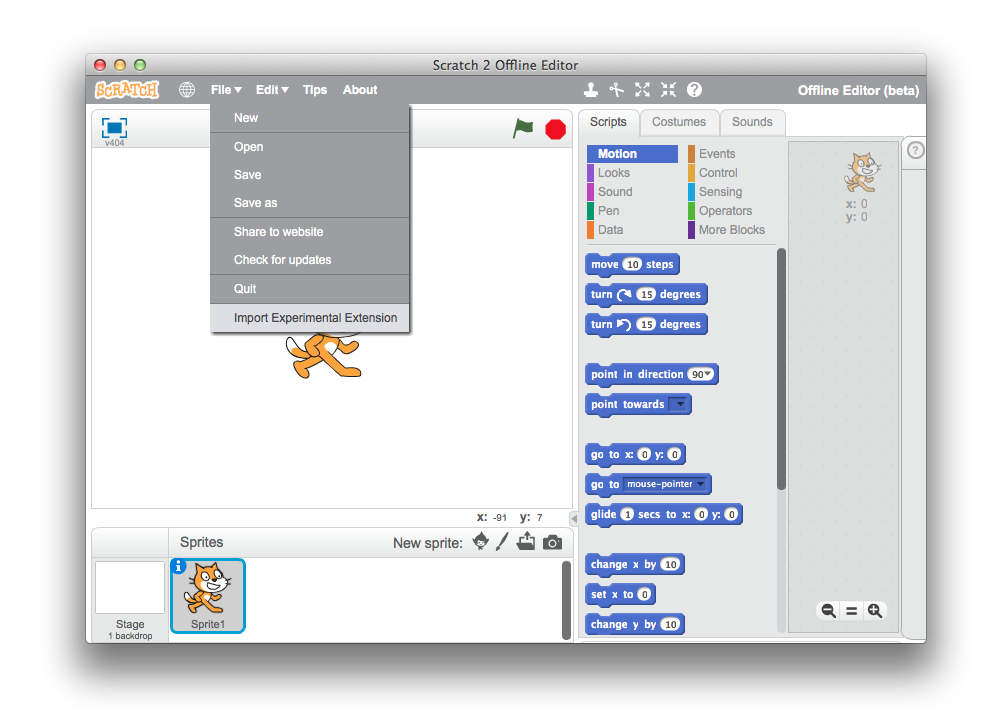 Scratch 2 Offline Editor
SCRATCH File Edit Tips About Offline Editor (beta)
v404
New
Open
Save
Save as
Share to website
Check for updates
Quit
Import Experimental Extension
x: -91 y: 7
Sprites New sprite:
Stage
1 backdrop
Sprite1
Scripts Costumes Sounds
Motion Events
Looks Control
Sound Sensing
Pen Operators
Data More Blocks
move 10 steps
turn 15 degrees
turn 15 degrees
point in direction 90
point towards
go to x: 0 y: 0
go to mouse-pointer
glide 1 secs to x: 0 y: 0
change x by 10
set x to 0
change y by 10
x: 0
y: 0